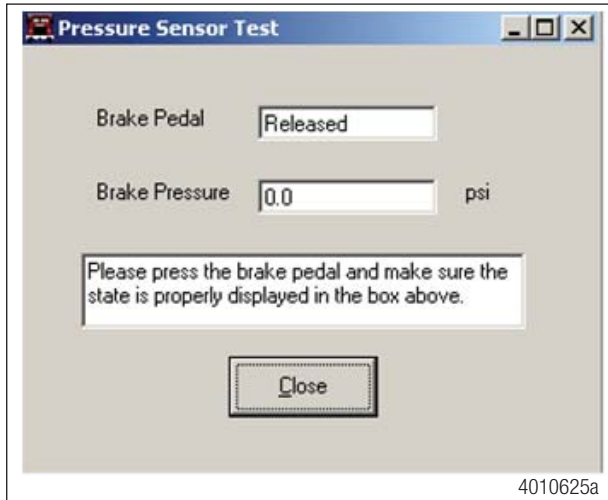 Pressure Sensor Test
Brake Pedal Released
Brake Pressure 0.0 psi
Please press the brake pedal and make sure the
state is properly displayed in the box above.
Close
4010625a